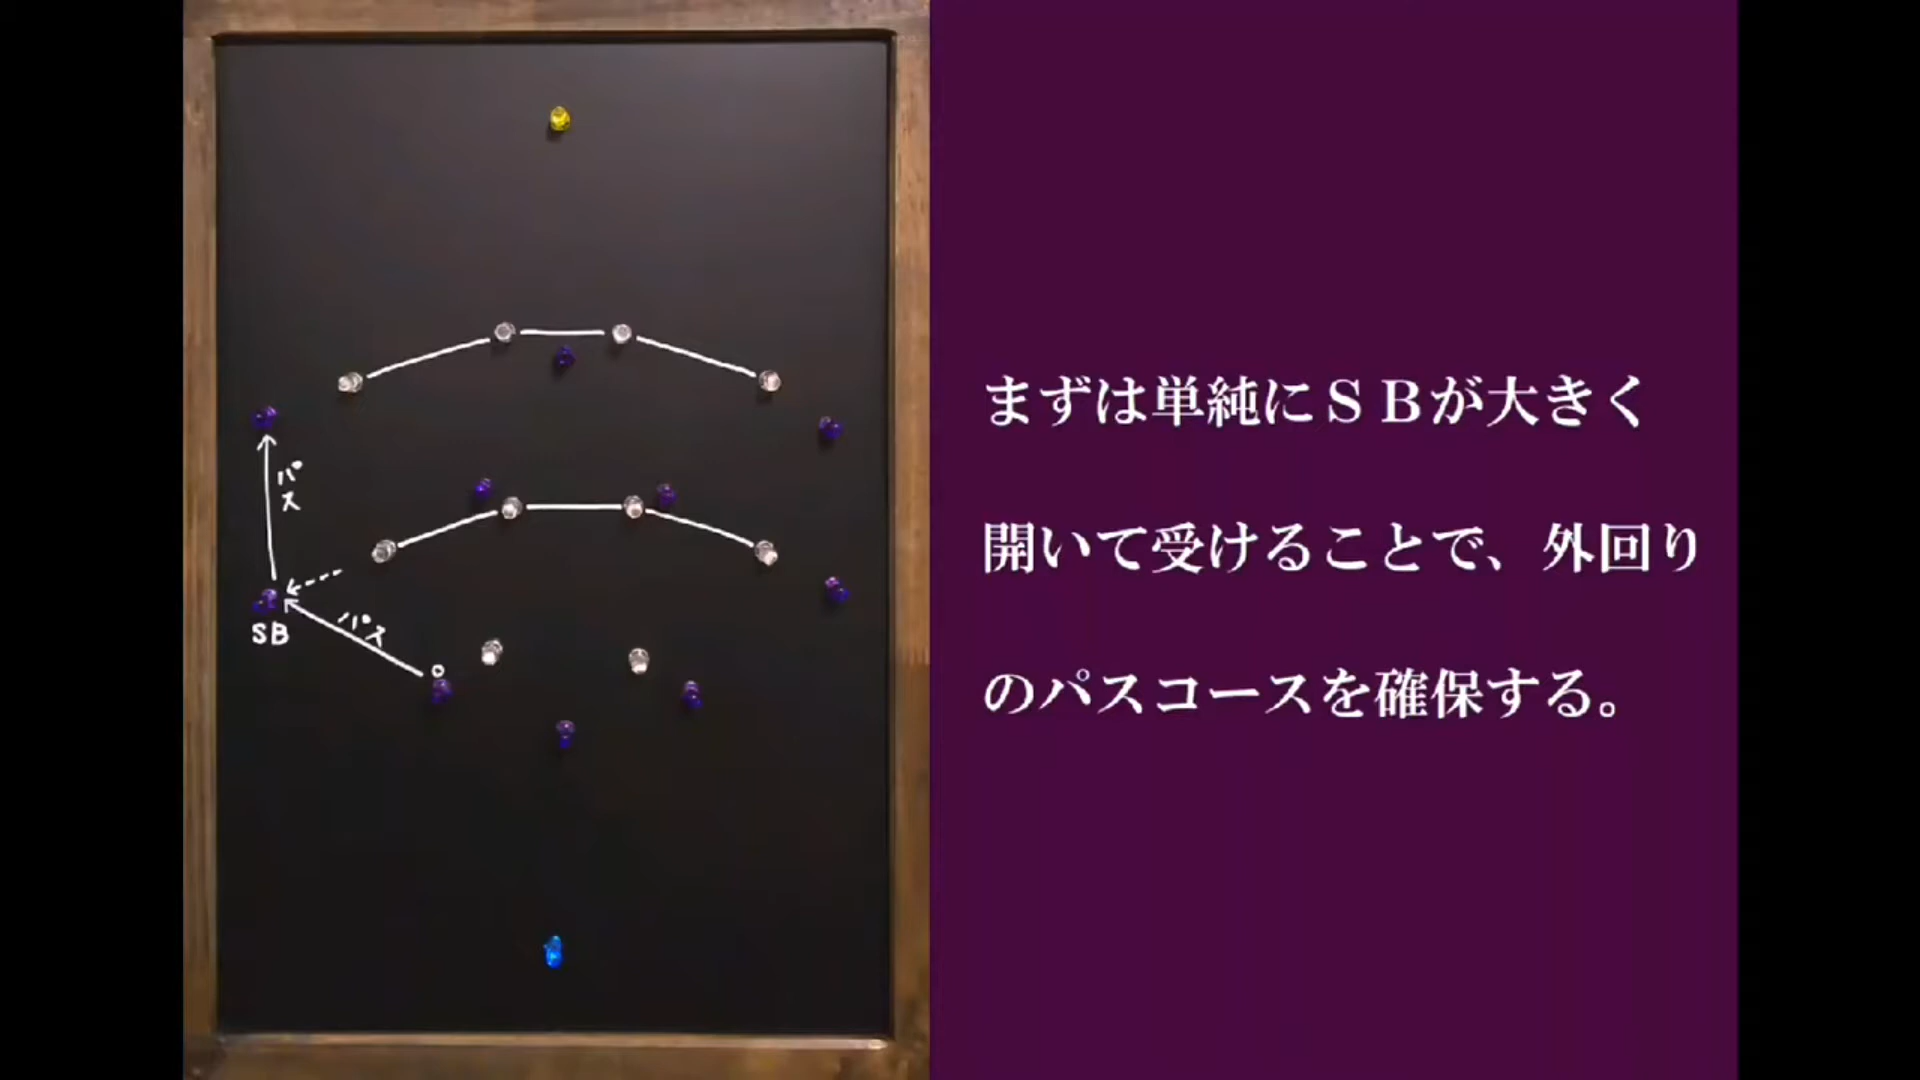 パス
SB
パス
まずは単純にＳＢが大きく
開いて受けることで、外回り
のパスコースを確保する。